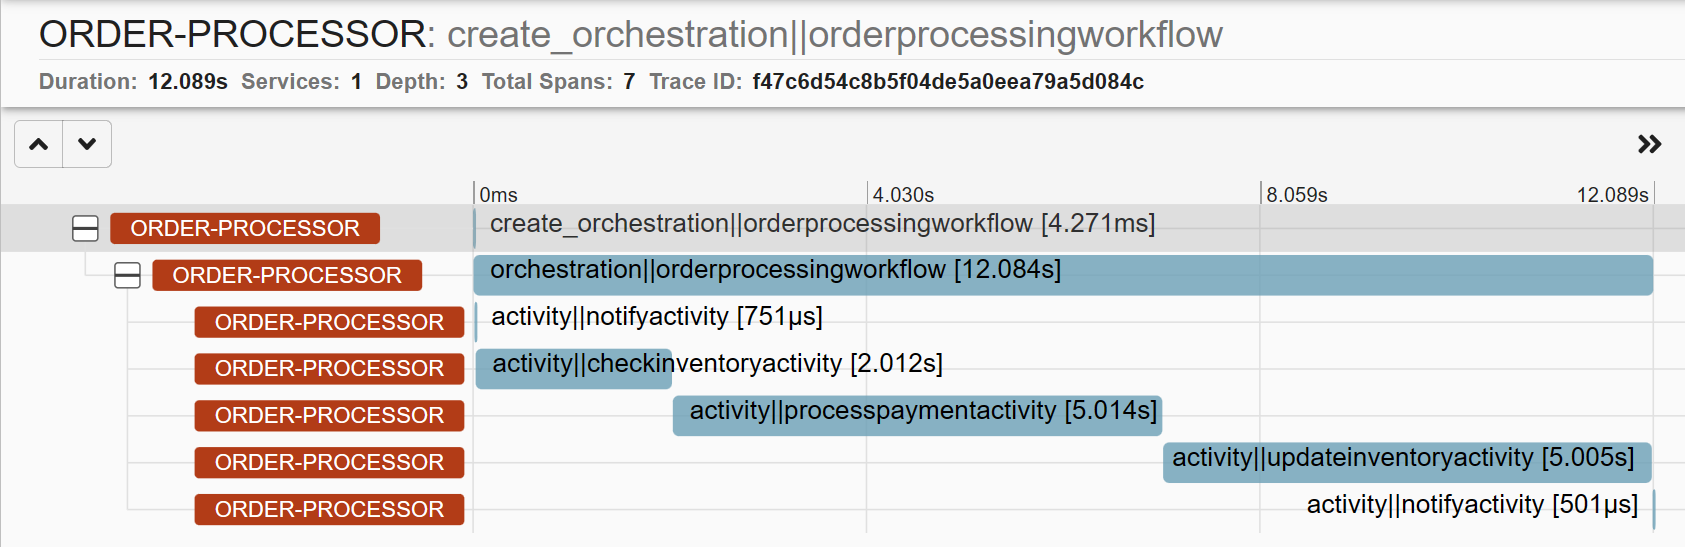 ORDER-PROCESSOR: create_orchestration||orderprocessingworkflow
Duration: 12.089s Services: 1 Depth: 3 Total Spans: 7 Trace ID: f47c6d54c8b5f04de5a0eea79a5d084c
0ms 4.030s 8.059s 12.089s
ORDER-PROCESSOR create_orchestration||orderprocessingworkflow [4.271ms]
ORDER-PROCESSOR orchestration||orderprocessingworkflow [12.084s]
ORDER-PROCESSOR activity||notifyactivity [751μs]
ORDER-PROCESSOR activity||checkinventoryactivity [2.012s]
ORDER-PROCESSOR activity||processpaymentactivity [5.014s]
ORDER-PROCESSOR activity||updateinventoryactivity [5.005s]
ORDER-PROCESSOR activity||notifyactivity [501μs]